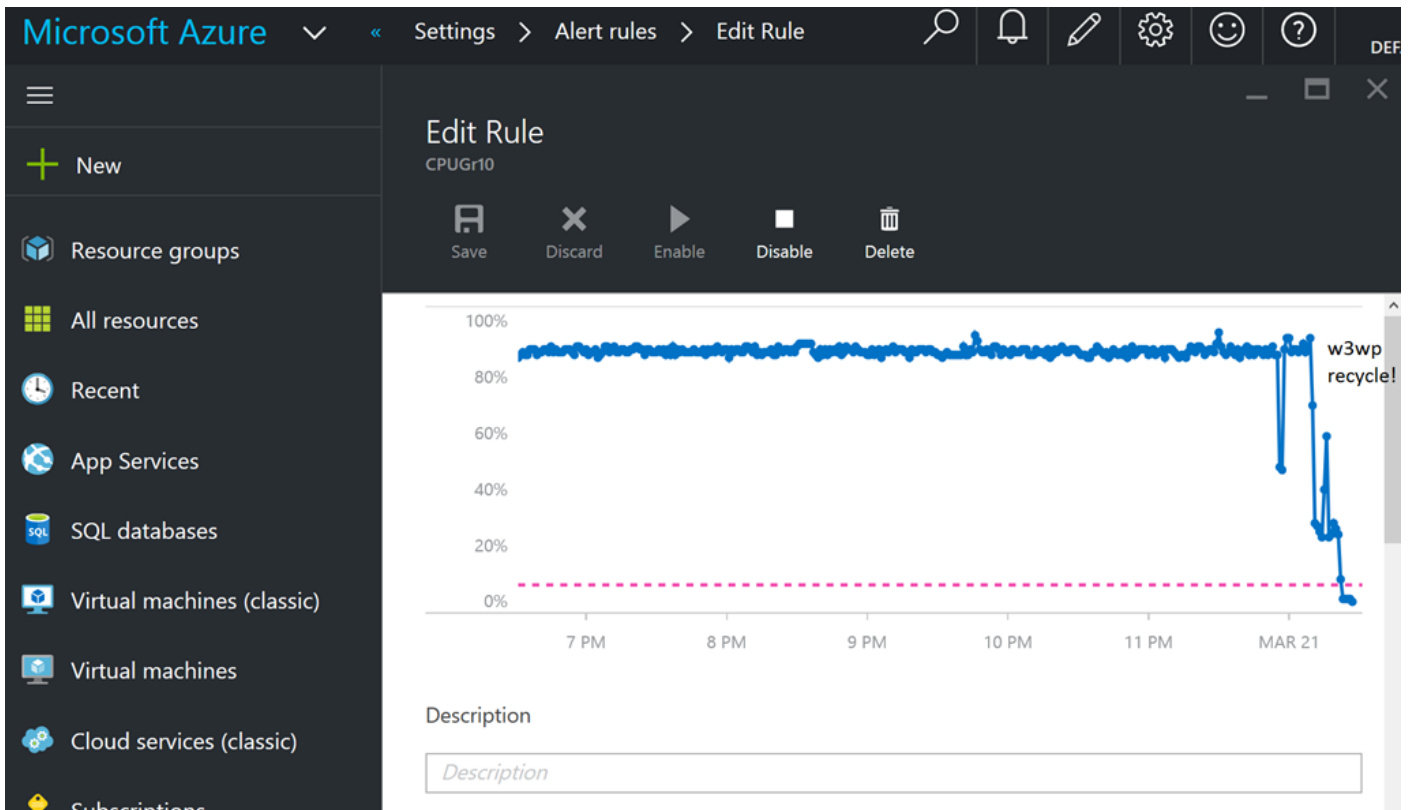 Microsoft Azure « Settings > Alert rules > Edit Rule
DEF
Edit Rule
CPUGr10
New
Save Discard Enable Disable Delete
Resource groups
All resources
Recent
App Services
SQL
SQL databases
Virtual machines (classic)
Virtual machines
Cloud services (classic)
Subscriptions
100%
80%
60%
40%
20%
0%
w3wp
recycle!
7 PM 8 PM 9 PM 10 PM 11 PM MAR 21
Description
Description